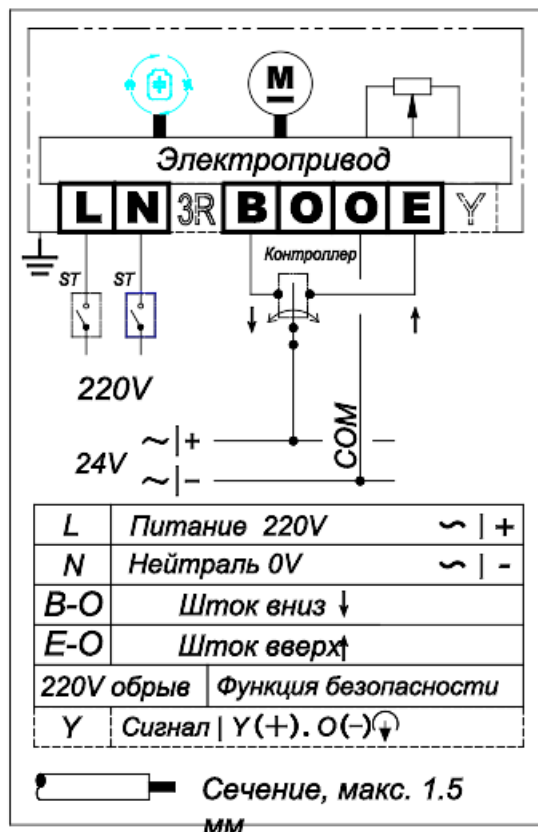 M
Электропривод
L N 3R B O O E Y
Контроллер
ST ST
220V
24V
~|+
~|-
COM
L Питание 220V ~ | +
N Нейтраль 0V ~ | -
B-O Шток вниз ↓
E-O Шток вверх↑
220V обрыв Функция безопасности
Y Сигнал | Y(+). O(-)
Сечение, макс. 1.5
мм